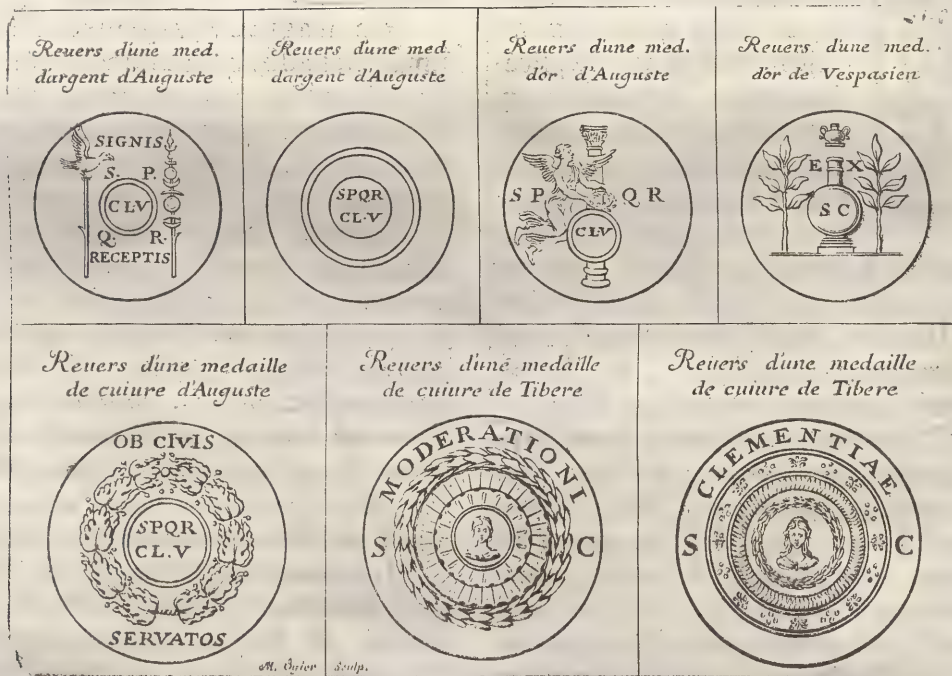 Reuers d'une med.
d'argent d'Auguste
SIGNIS
S. P.
CLV
Q. R.
RECEPTIS
Reuers d'une med.
d'argent d'Auguste
SPQR
CL·V
Reuers d'une med.
d'or d'Auguste
S P Q R
CLV
Reuers d'une med.
d'or de Vespasien
E X
S C
Reuers d'une medaille
de cuiure d'Auguste
OB CIVIS
SPQR
CL.V
SERVATOS
Reuers d'une medaille
de cuiure de Tibere
MODERATIONI
S C
Reuers d'une medaille
de cuiure de Tibere
CLEMENTIAE
S C
M. Ogier Sculp.